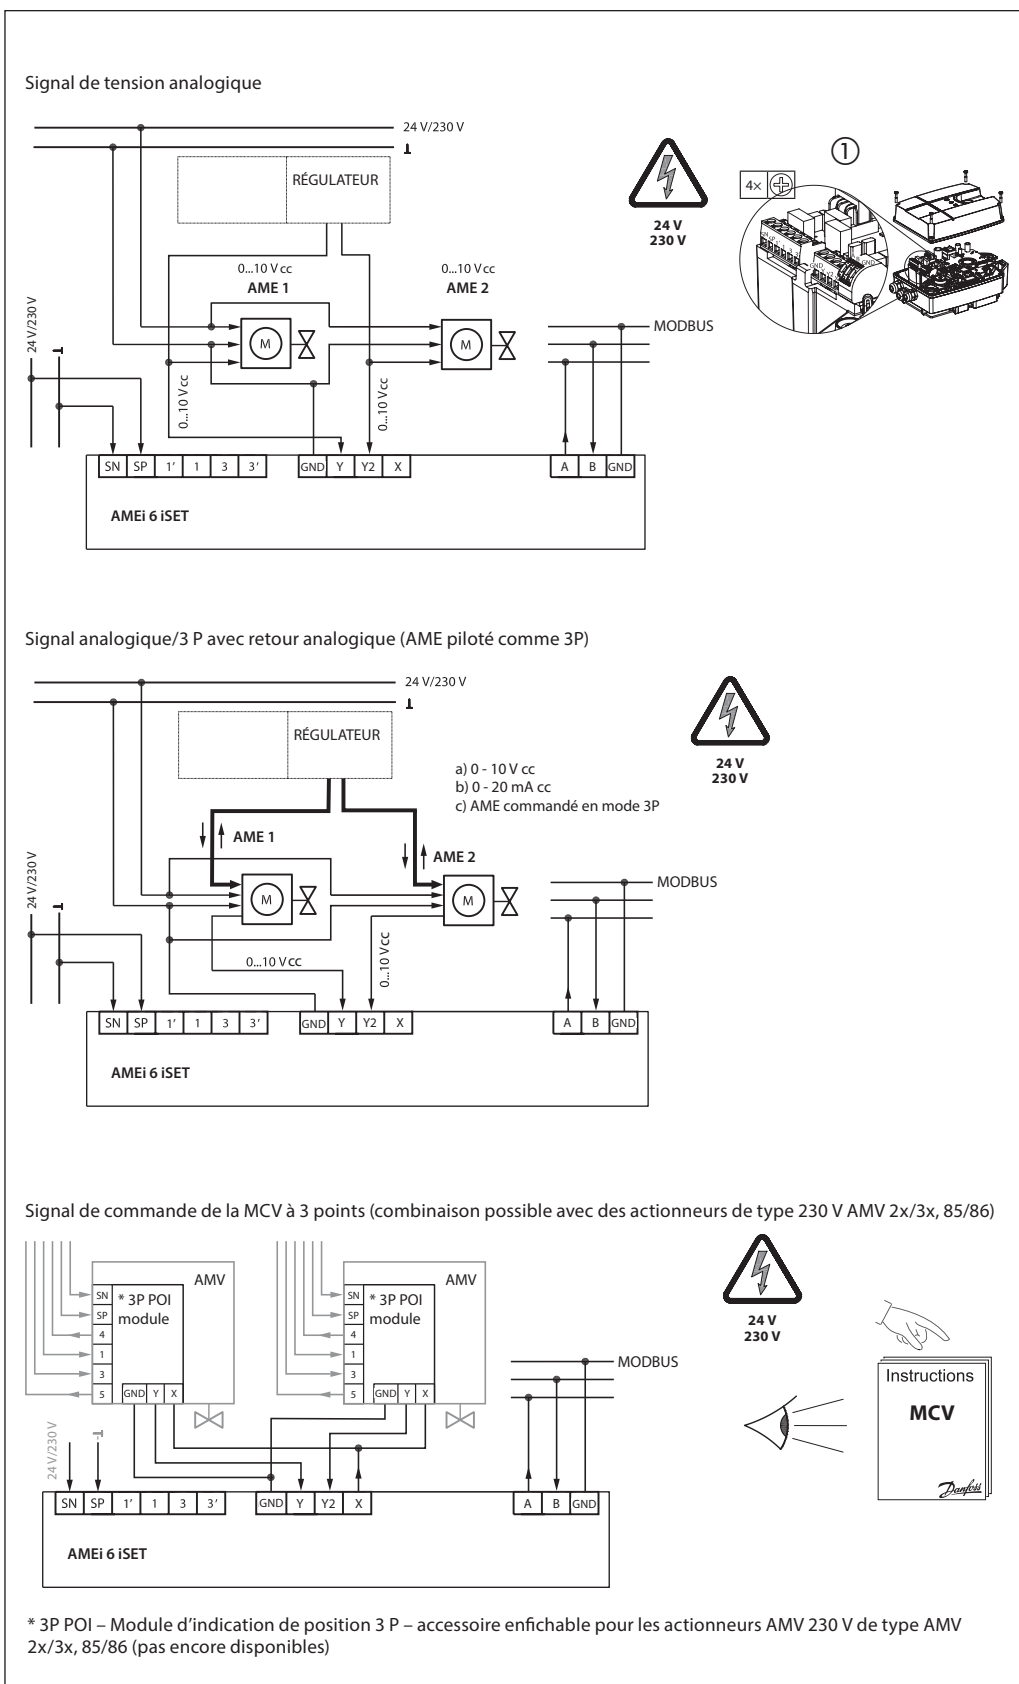 Signal de tension analogique
24 V/230 V
RÉGULATEUR
24 V
230 V
①
4×
0...10 V cc
AME 1
0...10 V cc
AME 2
24 V/230 V
M
M
MODBUS
0...10 V cc
0...10 V cc
SN SP 1' 1 3 3' GND Y Y2 X A B GND
AMEi 6 iSET
Signal analogique/3 P avec retour analogique (AME piloté comme 3P)
24 V/230 V
RÉGULATEUR
24 V
230 V
a) 0 - 10 V cc
b) 0 - 20 mA cc
c) AME commandé en mode 3P
AME 1
AME 2
24 V/230 V
M
M
MODBUS
0...10 V cc
0...10 V cc
SN SP 1' 1 3 3' GND Y Y2 X A B GND
AMEi 6 iSET
Signal de commande de la MCV à 3 points (combinaison possible avec des actionneurs de type 230 V AMV 2x/3x, 85/86)
AMV
SN
SP
4
1
3
5
* 3P POI
module
GND Y X
AMV
SN
SP
4
1
3
5
* 3P POI
module
GND Y X
24 V
230 V
MODBUS
Instructions
MCV
Danfoss
24 V/230 V
SN SP 1' 1 3 3' GND Y Y2 X A B GND
AMEi 6 iSET
* 3P POI – Module d'indication de position 3 P – accessoire enfichable pour les actionneurs AMV 230 V de type AMV
2x/3x, 85/86 (pas encore disponibles)